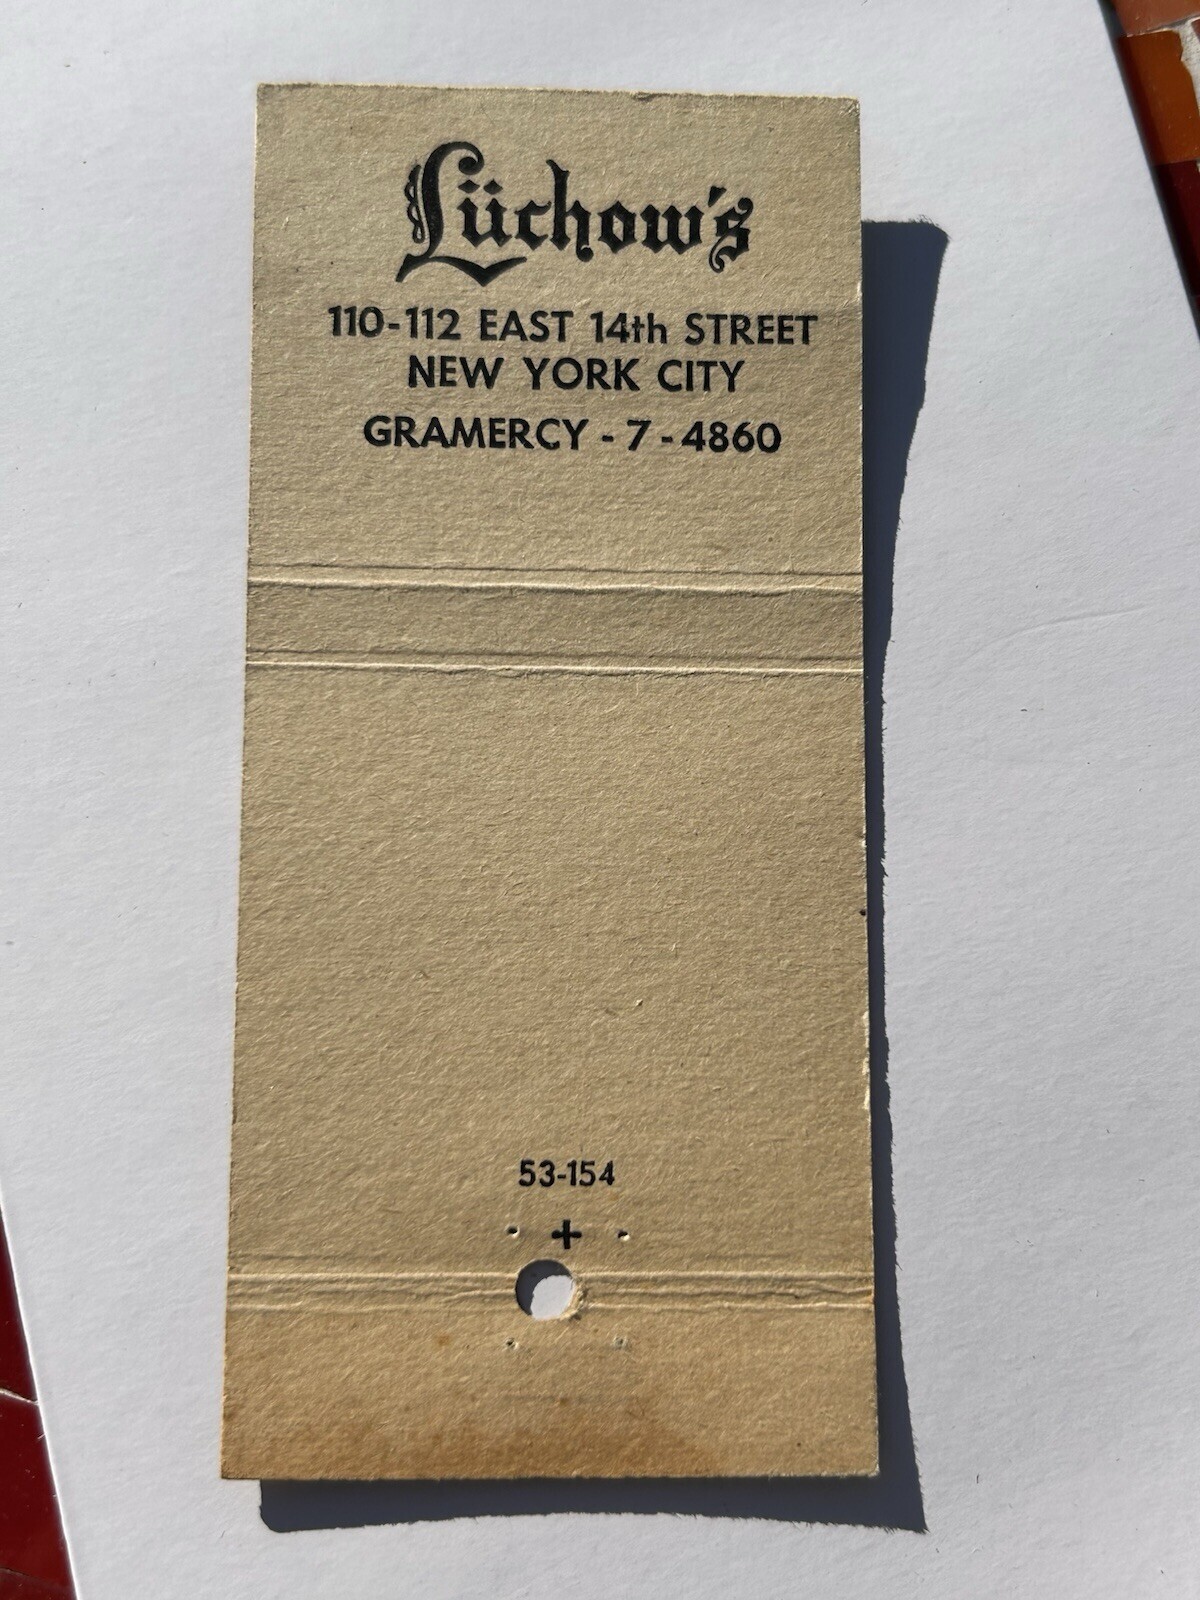 Lüchow's
110-112 EAST 14th STREET
NEW YORK CITY
GRAMERCY - 7 - 4860
53-154
+